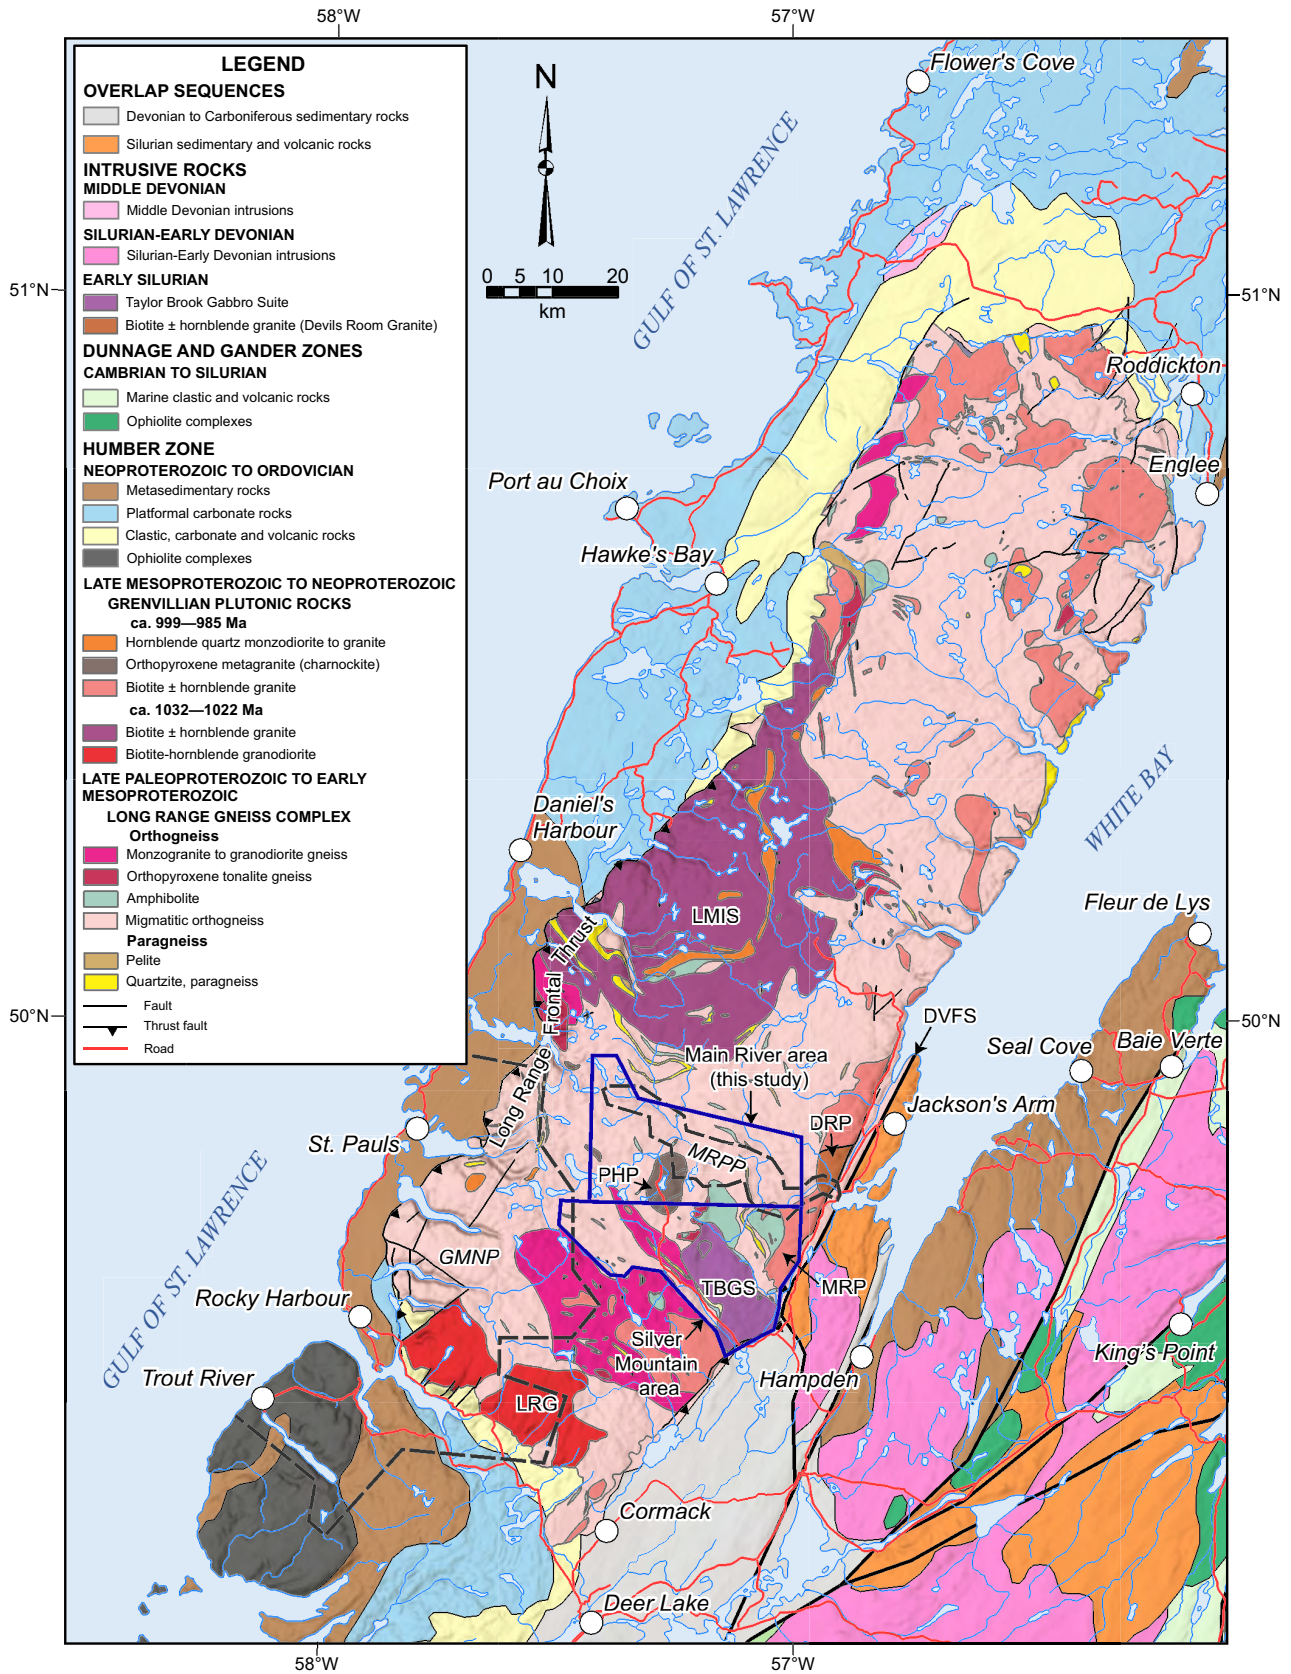 58°W
57°W
LEGEND
OVERLAP SEQUENCES
Devonian to Carboniferous sedimentary rocks
Silurian sedimentary and volcanic rocks
INTRUSIVE ROCKS
MIDDLE DEVONIAN
Middle Devonian intrusions
SILURIAN-EARLY DEVONIAN
Silurian-Early Devonian intrusions
EARLY SILURIAN
Taylor Brook Gabbro Suite
Biotite ± hornblende granite (Devils Room Granite)
DUNNAGE AND GANDER ZONES
CAMBRIAN TO SILURIAN
Marine clastic and volcanic rocks
Ophiolite complexes
HUMBER ZONE
NEOPROTEROZOIC TO ORDOVICIAN
Metasedimentary rocks
Platformal carbonate rocks
Clastic, carbonate and volcanic rocks
Ophiolite complexes
LATE MESOPROTEROZOIC TO NEOPROTEROZOIC
GRENVILLIAN PLUTONIC ROCKS
ca. 999—985 Ma
Hornblende quartz monzodiorite to granite
Orthopyroxene metagranite (charnockite)
Biotite ± hornblende granite
ca. 1032—1022 Ma
Biotite ± hornblende granite
Biotite-hornblende granodiorite
LATE PALEOPROTEROZOIC TO EARLY
MESOPROTEROZOIC
LONG RANGE GNEISS COMPLEX
Orthogneiss
Monzogranite to granodiorite gneiss
Orthopyroxene tonalite gneiss
Amphibolite
Migmatitic orthogneiss
Paragneiss
Pelite
Quartzite, paragneiss
Fault
Thrust fault
Road
N
0 5 10 20
km
GULF OF ST. LAWRENCE
Flower's Cove
51°N
51°N
Roddickton
Englee
Port au Choix
Hawke's Bay
Daniel's
Harbour
WHITE BAY
LMIS
Fleur de Lys
Long Range Frontal Thrust
50°N
50°N
DVFS
Seal Cove
Baie Verte
Main River area
(this study)
Jackson's Arm
DRP
St. Pauls
MRPP
PHP
GULF OF ST. LAWRENCE
GMNP
TBGS
MRP
Rocky Harbour
Silver
Mountain
area
King's Point
Hampden
Trout River
LRG
Cormack
Deer Lake
58°W
57°W